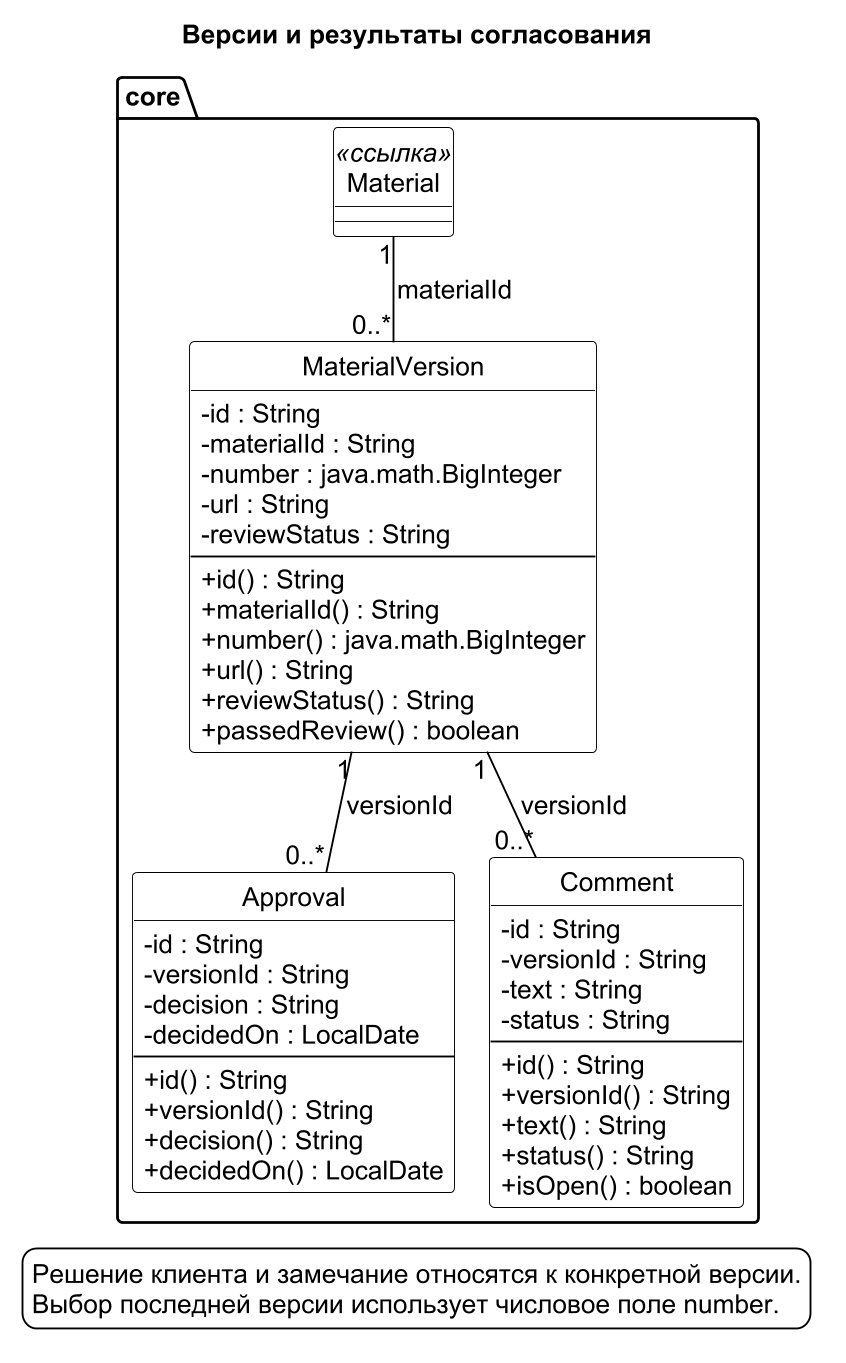 Версии и результаты согласования
core
«ссылка»
Material
1
materialId
0..*
MaterialVersion
-id : String
-materialId : String
-number : java.math.BigInteger
-url : String
-reviewStatus : String
+id() : String
+materialId() : String
+number() : java.math.BigInteger
+url() : String
+reviewStatus() : String
+passedReview() : boolean
1
versionId
0..*
1
versionId
0..*
Approval
-id : String
-versionId : String
-decision : String
-decidedOn : LocalDate
+id() : String
+versionId() : String
+decision() : String
+decidedOn() : LocalDate
Comment
-id : String
-versionId : String
-text : String
-status : String
+id() : String
+versionId() : String
+text() : String
+status() : String
+isOpen() : boolean
Решение клиента и замечание относятся к конкретной версии.
Выбор последней версии использует числовое поле number.